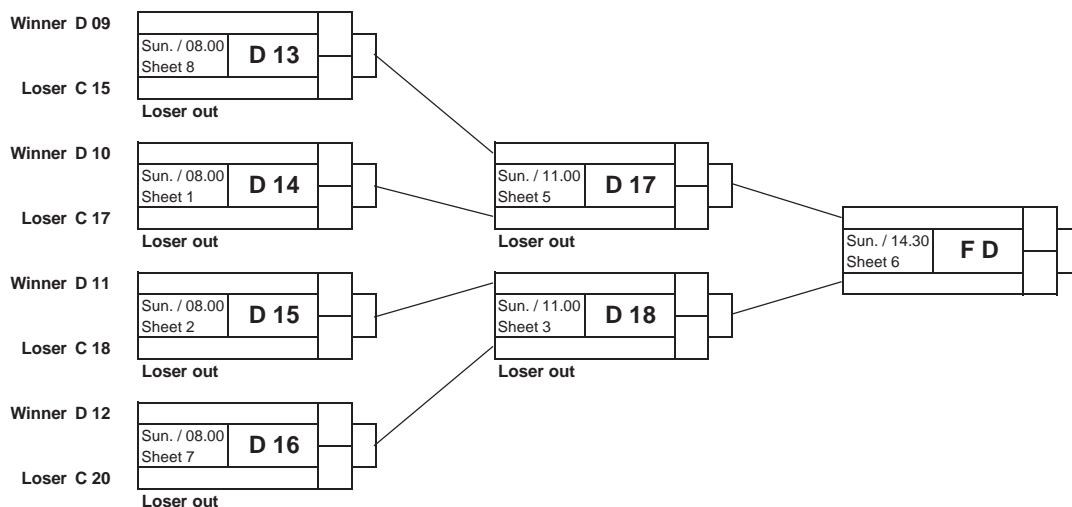 Winner D 09
Sun. / 08.00
Sheet 8
D 13
Loser C 15
Loser out
Winner D 10
Sun. / 08.00
Sheet 1
D 14
Loser C 17
Loser out
Winner D 11
Sun. / 08.00
Sheet 2
D 15
Loser C 18
Loser out
Winner D 12
Sun. / 08.00
Sheet 7
D 16
Loser C 20
Loser out
Sun. / 11.00
Sheet 5
D 17
Loser out
Sun. / 11.00
Sheet 3
D 18
Loser out
Sun. / 14.30
Sheet 6
F D